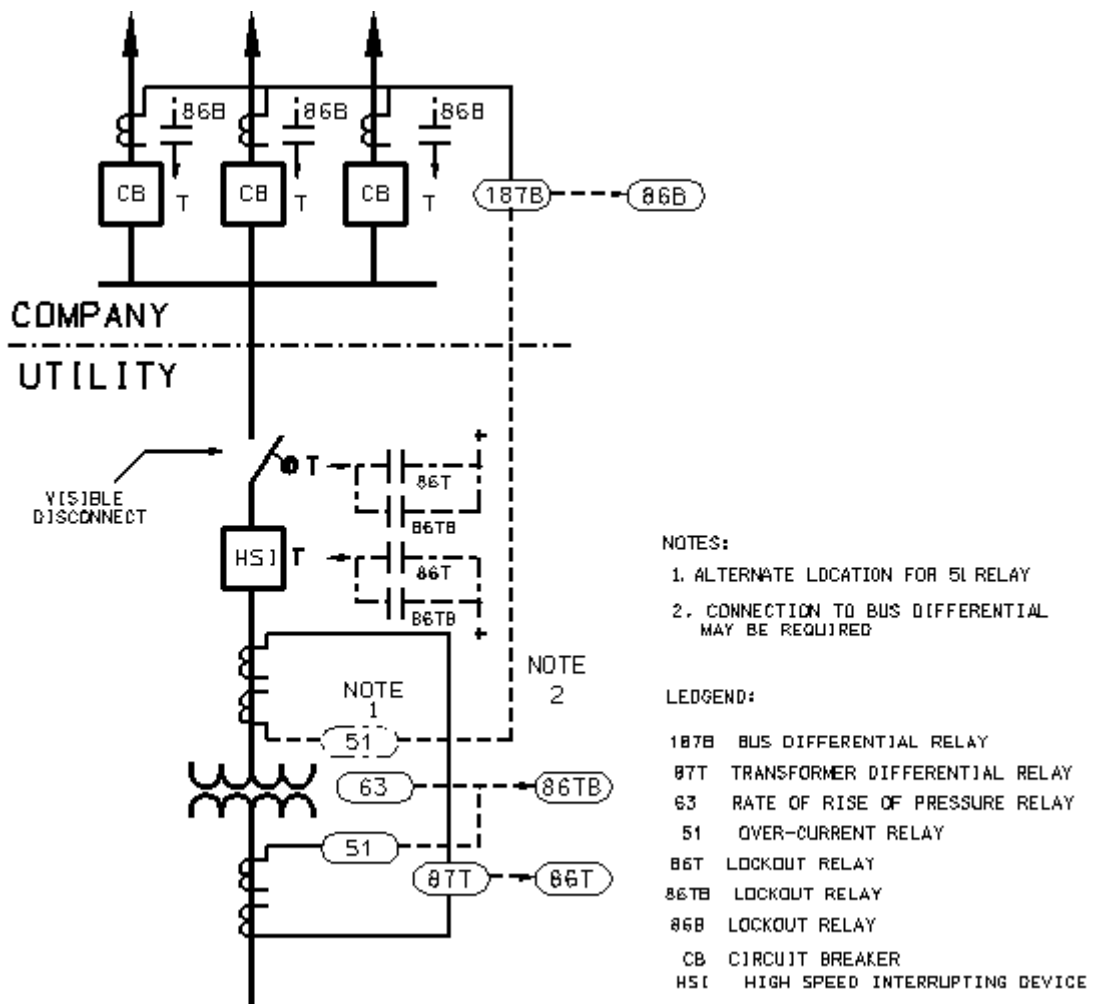 86B 86B 86B
CB T CB T CB T 187B 86B
COMPANY
UTILITY
T 86T
VISIBLE
DISCONNECT
86TB
HSI T 86T
86TB
NOTES:
1. ALTERNATE LOCATION FOR 51 RELAY
2. CONNECTION TO BUS DIFFERENTIAL
MAY BE REQUIRED
NOTE
1
NOTE
2
51
63 86TB
51
87T 86T
LEDGEND:
187B BUS DIFFERENTIAL RELAY
87T TRANSFORMER DIFFERENTIAL RELAY
63 RATE OF RISE OF PRESSURE RELAY
51 OVER-CURRENT RELAY
86T LOCKOUT RELAY
86TB LOCKOUT RELAY
86B LOCKOUT RELAY
CB CIRCUIT BREAKER
HSI HIGH SPEED INTERRUPTING DEVICE